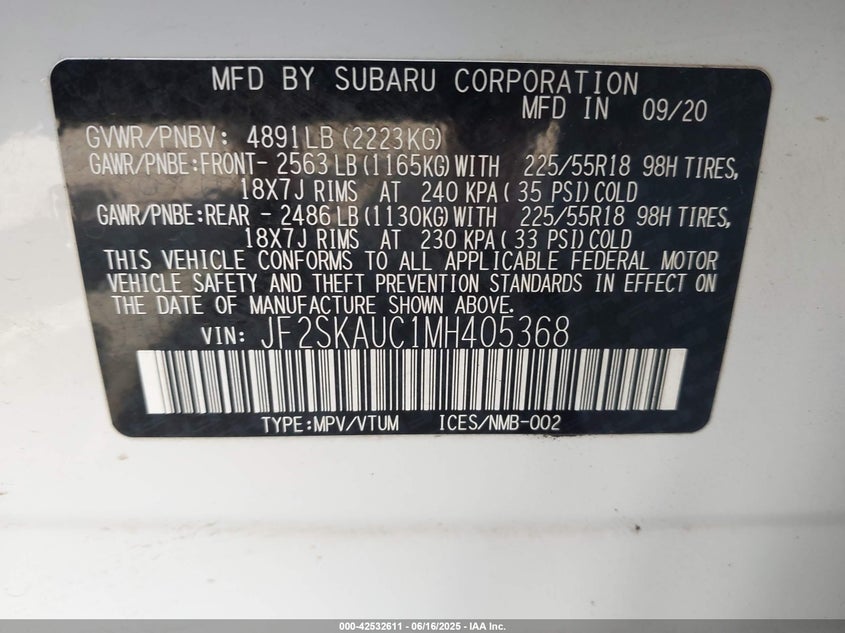 MFD BY SUBARU CORPORATION
MFD IN 09/20
GVWR/PNBV: 4891LB(2223KG)
GAWR/PNBE:FRONT- 2563 LB(1165KG)WITH 225/55R18 98H TIRES,
18X7J RIMS AT 240 KPA( 35 PSI)COLD
GAWR/PNBE:REAR - 2486 LB(1130KG)WITH 225/55R18 98H TIRES,
18X7J RIMS AT 230 KPA( 33 PSI)COLD
THIS VEHICLE CONFORMS TO ALL APPLICABLE FEDERAL MOTOR
VEHICLE SAFETY AND THEFT PREVENTION STANDARDS IN EFFECT ON
THE DATE OF MANUFACTURE SHOWN ABOVE.
VIN: JF2SKAUC1MH405368
TYPE:MPV/VTUM ICES/NMB-002
000-42532611 - 06/16/2025 - IAA Inc.